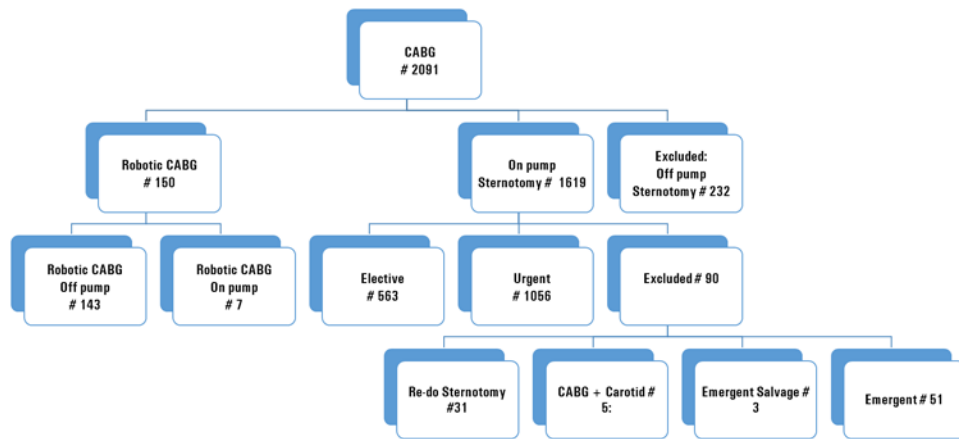 CABG
# 2091
Robotic CABG
# 150
On pump
Sternotomy # 1619
Excluded:
Off pump
Sternotomy # 232
Robotic CABG
Off pump
# 143
Robotic CABG
On pump
# 7
Elective
# 563
Urgent
# 1056
Excluded # 90
Re-do Sternotomy
#31
CABG + Carotid #
5:
Emergent Salvage #
3
Emergent # 51